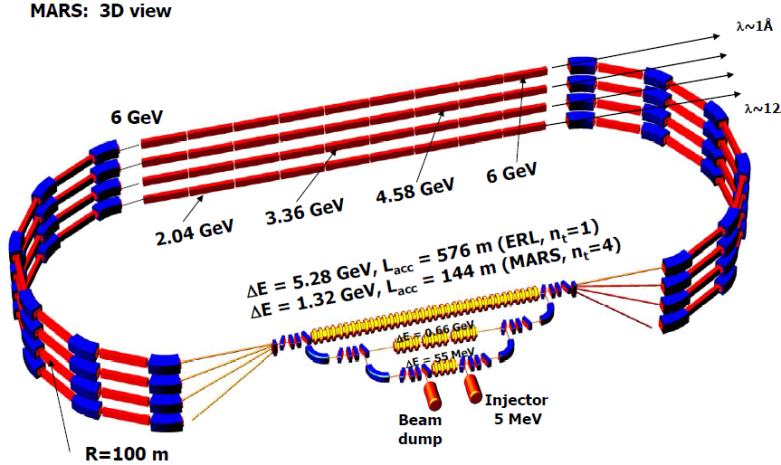 MARS: 3D view
λ~1Å
6 GeV
λ~12
2.04 GeV
3.36 GeV
4.58 GeV
6 GeV
ΔE = 5.28 GeV, Lacc = 576 m (ERL, nt=1)
ΔE = 1.32 GeV, Lacc = 144 m (MARS, nt=4)
ΔE = 0.66 GeV
ΔE = 55 MeV
Beam
dump
Injector
5 MeV
R=100 m